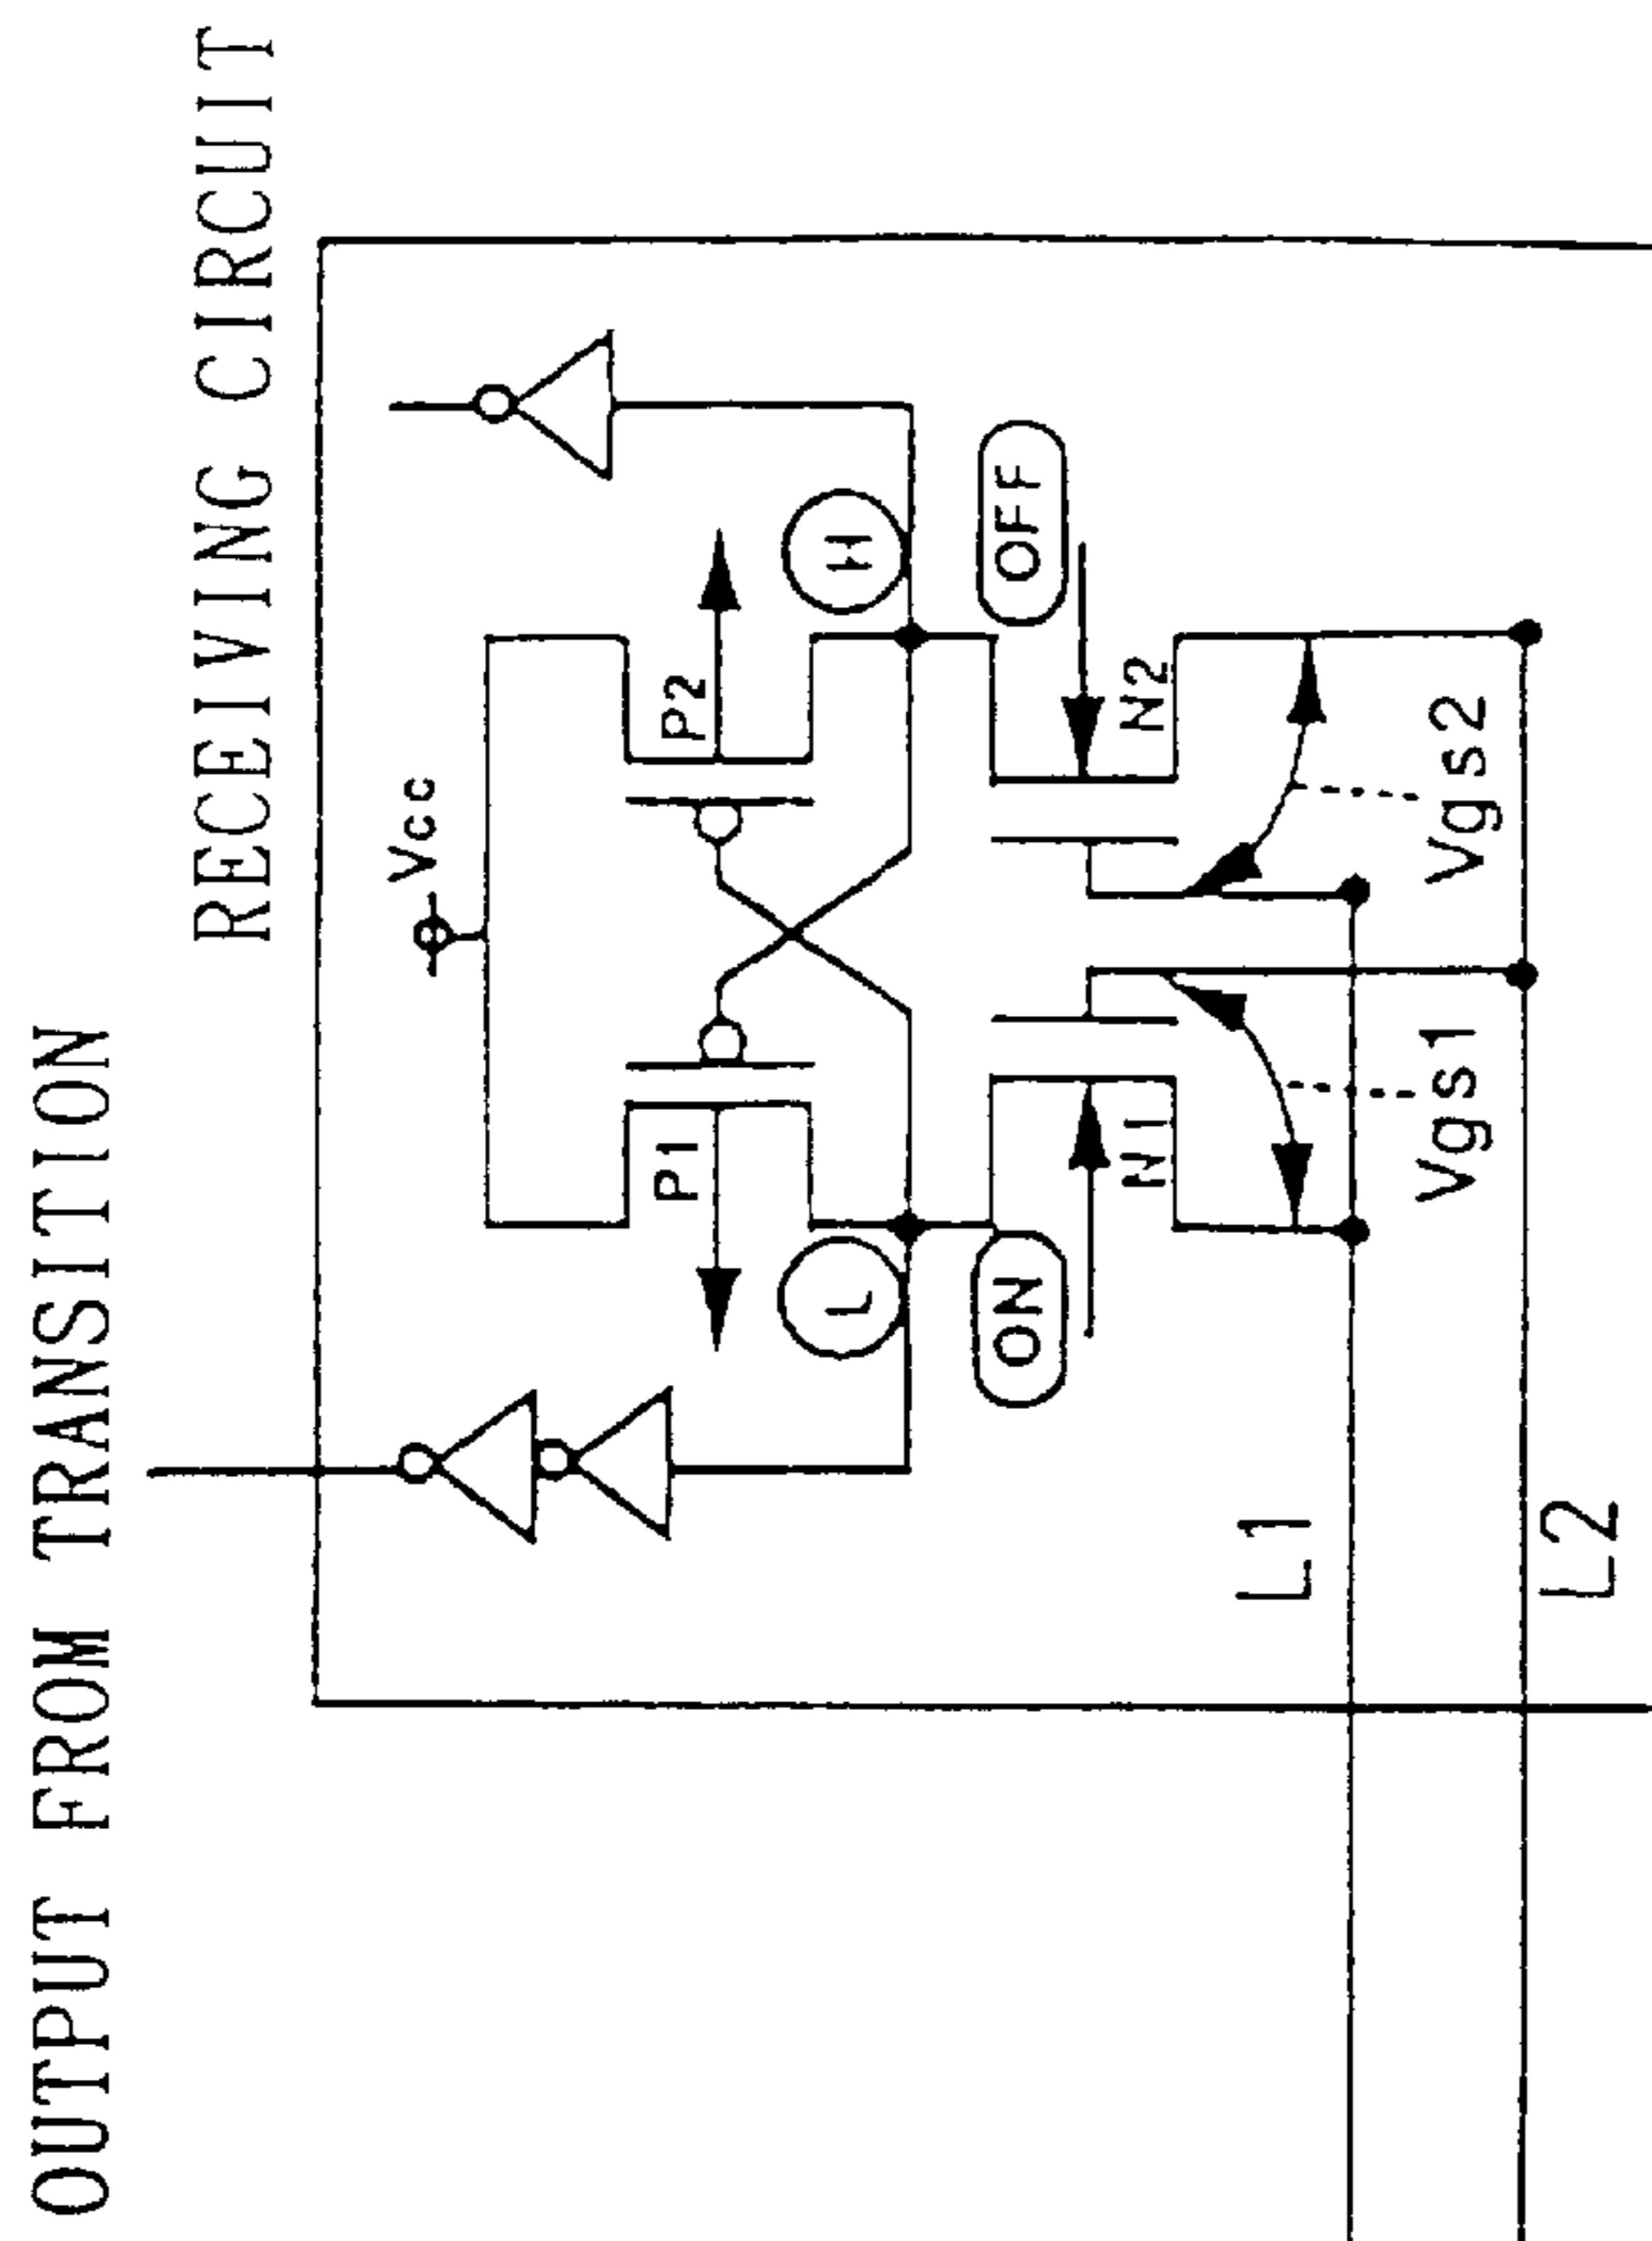 OUTPUT FROM TRANSITION
RECEIVING CIRCUIT
Vcc
P1
P2
L
H
ON
OFF
N1
N2
Vgs1
Vgs2
L1
L2